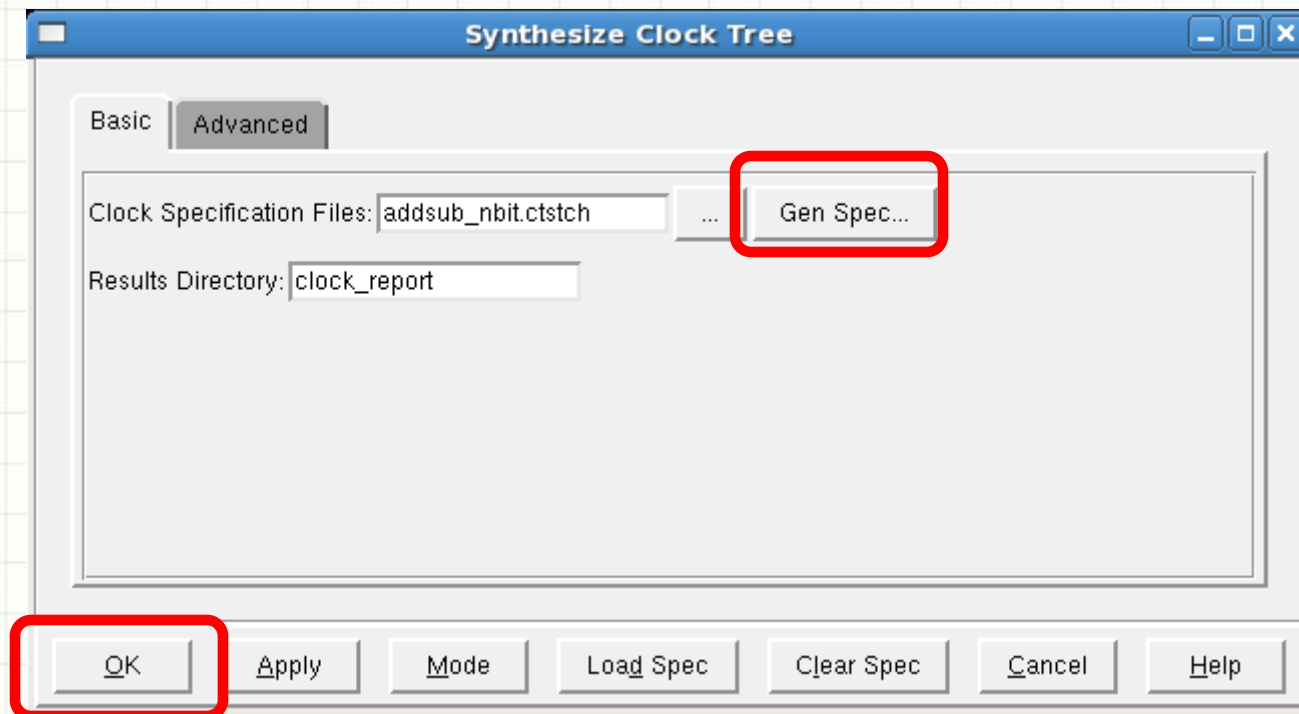 Synthesize Clock Tree
Basic Advanced
Clock Specification Files: addsub_nbit.ctstch ... Gen Spec...
Results Directory: clock_report
OK Apply Mode Load Spec Clear Spec Cancel Help